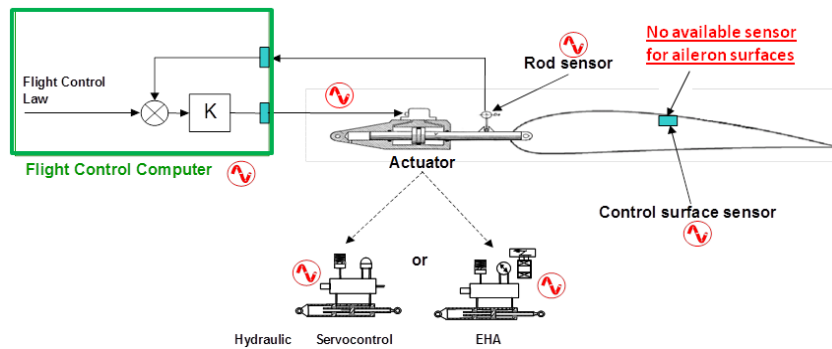 No available sensor
for aileron surfaces
Rod sensor
Flight Control
Law
K
Actuator
Flight Control Computer
Control surface sensor
or
Hydraulic Servocontrol EHA